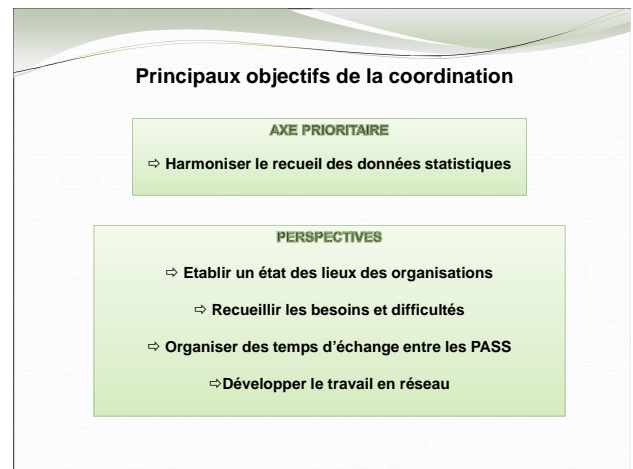 Principaux objectifs de la coordination
AXE PRIORITAIRE
⇨ Harmoniser le recueil des données statistiques
PERSPECTIVES
⇨ Etablir un état des lieux des organisations
⇨ Recueillir les besoins et difficultés
⇨ Organiser des temps d’échange entre les PASS
⇨Développer le travail en réseau